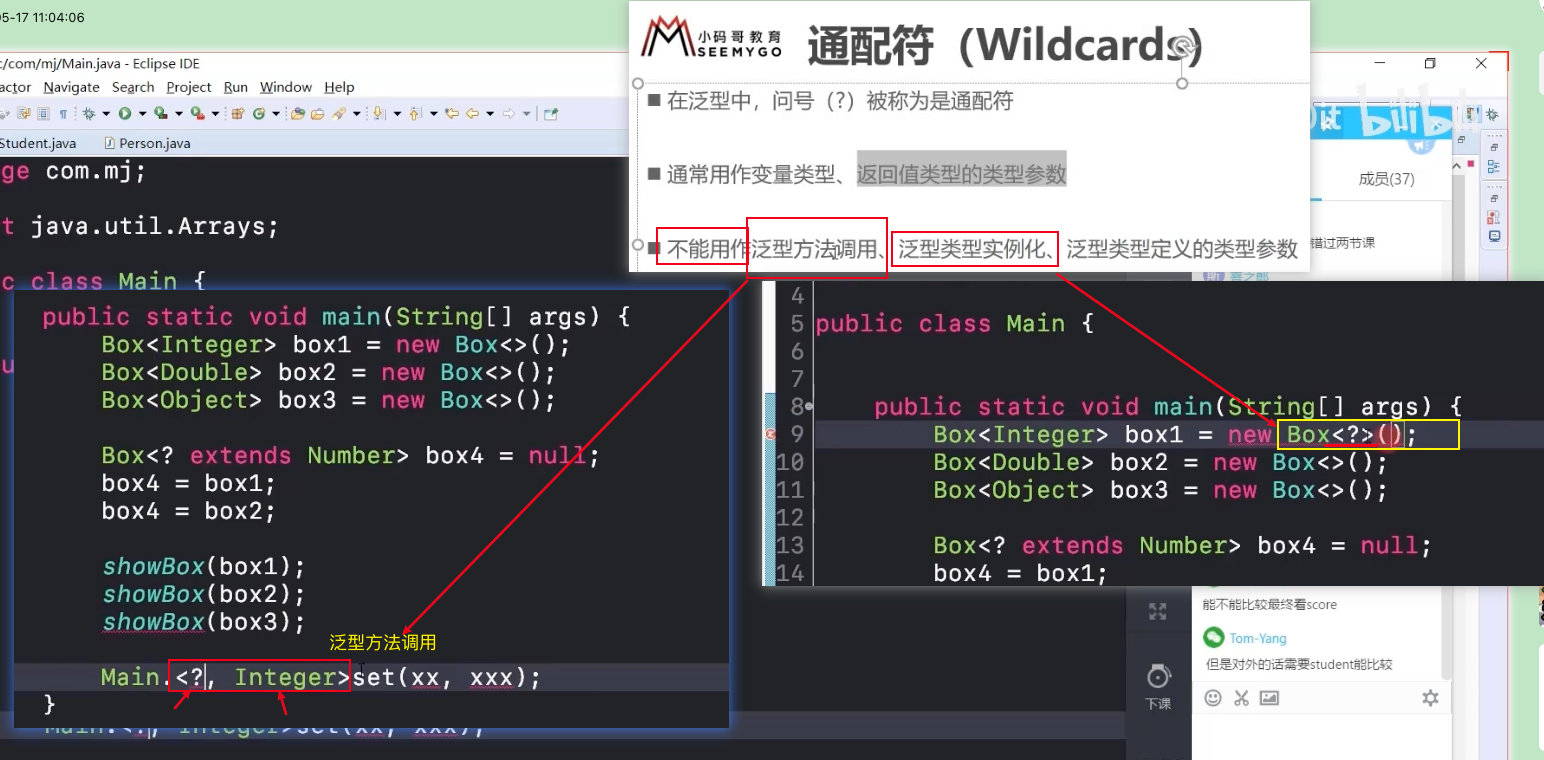 05-17 11:04:06
c/com/mj/Main.java - Eclipse IDE
actor Navigate Search Project Run Window Help
Student.java Person.java
ge com.mj;
t java.util.Arrays;
c class Main {
小码哥教育
SEEMYGO
通配符（Wildcards）
在泛型中，问号（?）被称为是通配符
通常用作变量类型、返回值类型的类型参数
不能用作泛型方法调用、泛型类型实例化、泛型类型定义的类型参数
bilibili
成员(37)
错过两节课
public static void main(String[] args) {
Box<Integer> box1 = new Box<>();
Box<Double> box2 = new Box<>();
Box<Object> box3 = new Box<>();
Box<? extends Number> box4 = null;
box4 = box1;
box4 = box2;
showBox(box1);
showBox(box2);
showBox(box3);
泛型方法调用
Main.<?, Integer>set(xx, xxx);
}
Main.<?, Integer>set(xx, xxx);
4
5 public class Main {
6
7
8 public static void main(String[] args) {
9 Box<Integer> box1 = new Box<?>();
10 Box<Double> box2 = new Box<>();
11 Box<Object> box3 = new Box<>();
12
13 Box<? extends Number> box4 = null;
14 box4 = box1;
能不能比较最终看score
Tom-Yang
但是对外的话需要student能比较
下课